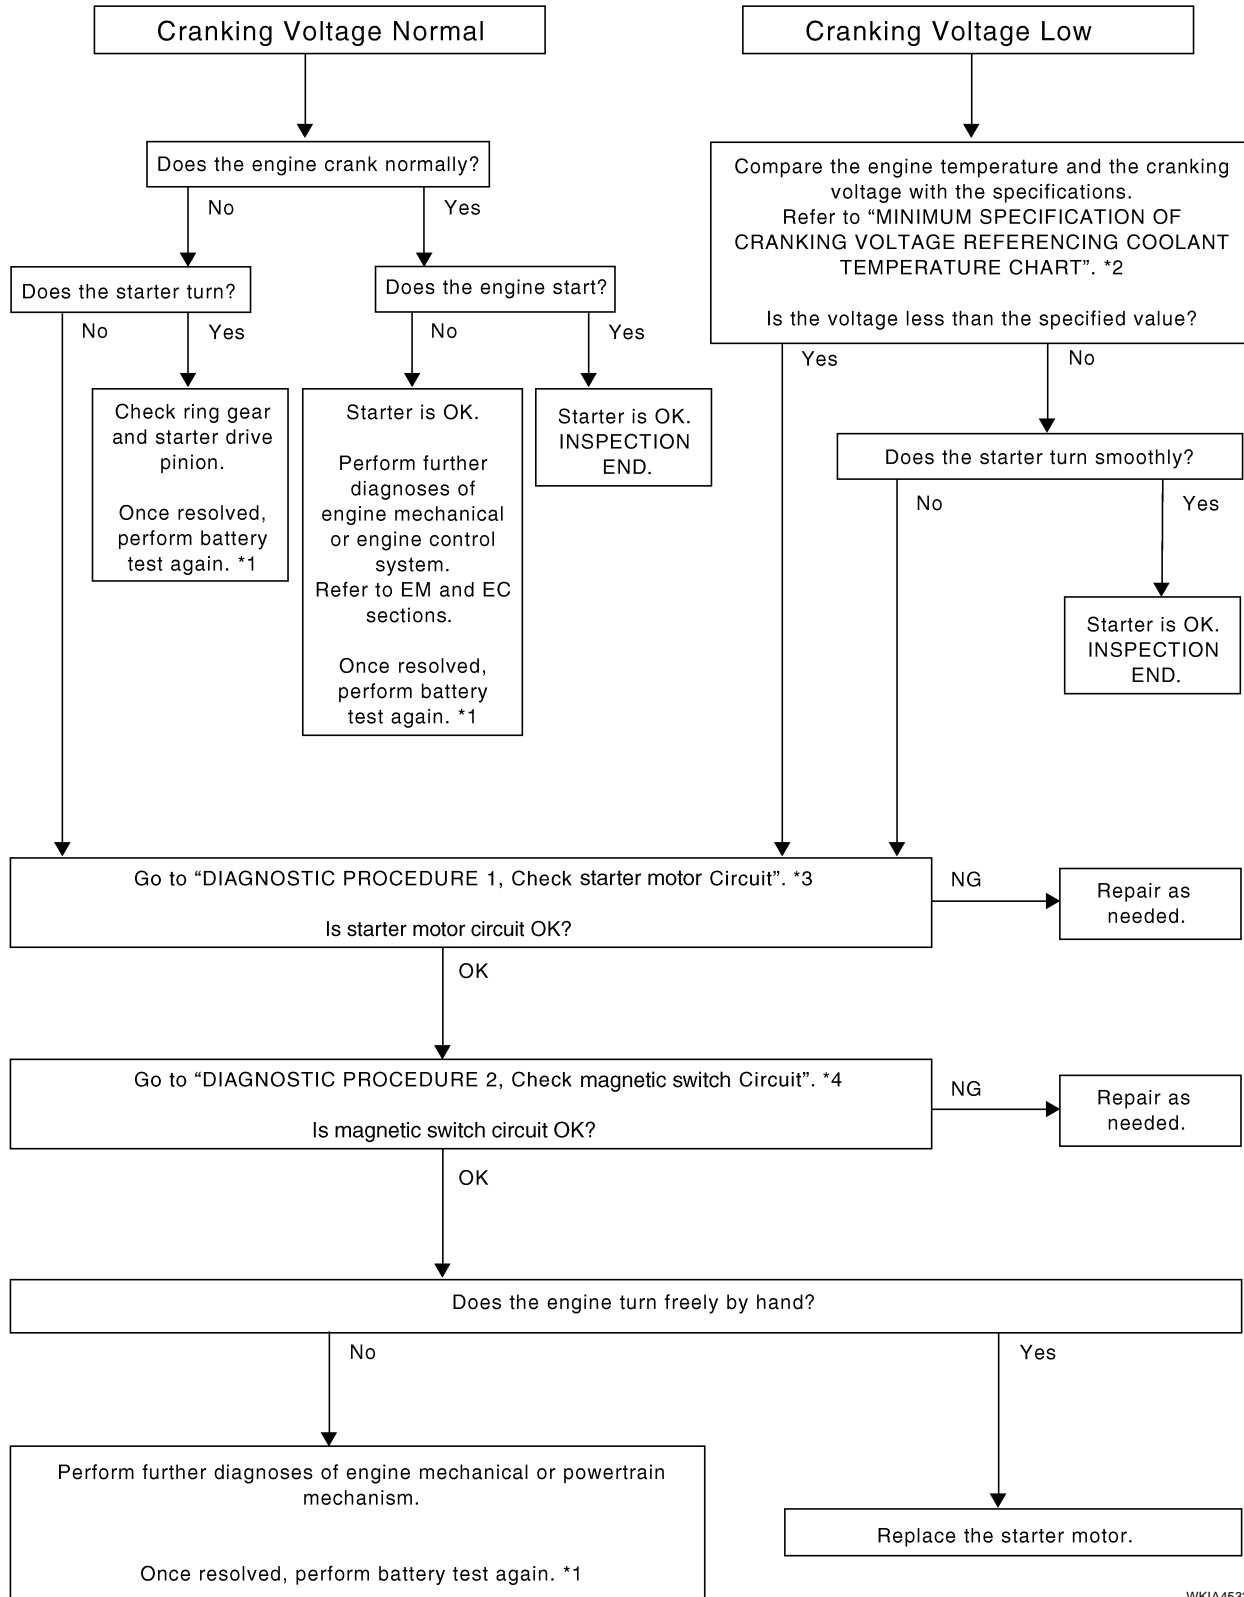 Cranking Voltage Normal
Cranking Voltage Low
Does the engine crank normally?
No
Yes
Compare the engine temperature and the cranking
voltage with the specifications.
Refer to “MINIMUM SPECIFICATION OF
CRANKING VOLTAGE REFERENCING COOLANT
TEMPERATURE CHART”. *2
Is the voltage less than the specified value?
Does the starter turn?
No
Yes
Does the engine start?
No
Yes
Yes
No
Check ring gear
and starter drive
pinion.
Once resolved,
perform battery
test again. *1
Starter is OK.
Perform further
diagnoses of
engine mechanical
or engine control
system.
Refer to EM and EC
sections.
Once resolved,
perform battery
test again. *1
Starter is OK.
INSPECTION
END.
Does the starter turn smoothly?
No
Yes
Starter is OK.
INSPECTION
END.
Go to “DIAGNOSTIC PROCEDURE 1, Check starter motor Circuit”. *3
Is starter motor circuit OK?
NG
Repair as
needed.
OK
Go to “DIAGNOSTIC PROCEDURE 2, Check magnetic switch Circuit”. *4
Is magnetic switch circuit OK?
NG
Repair as
needed.
OK
Does the engine turn freely by hand?
No
Yes
Perform further diagnoses of engine mechanical or powertrain
mechanism.
Once resolved, perform battery test again. *1
Replace the starter motor.